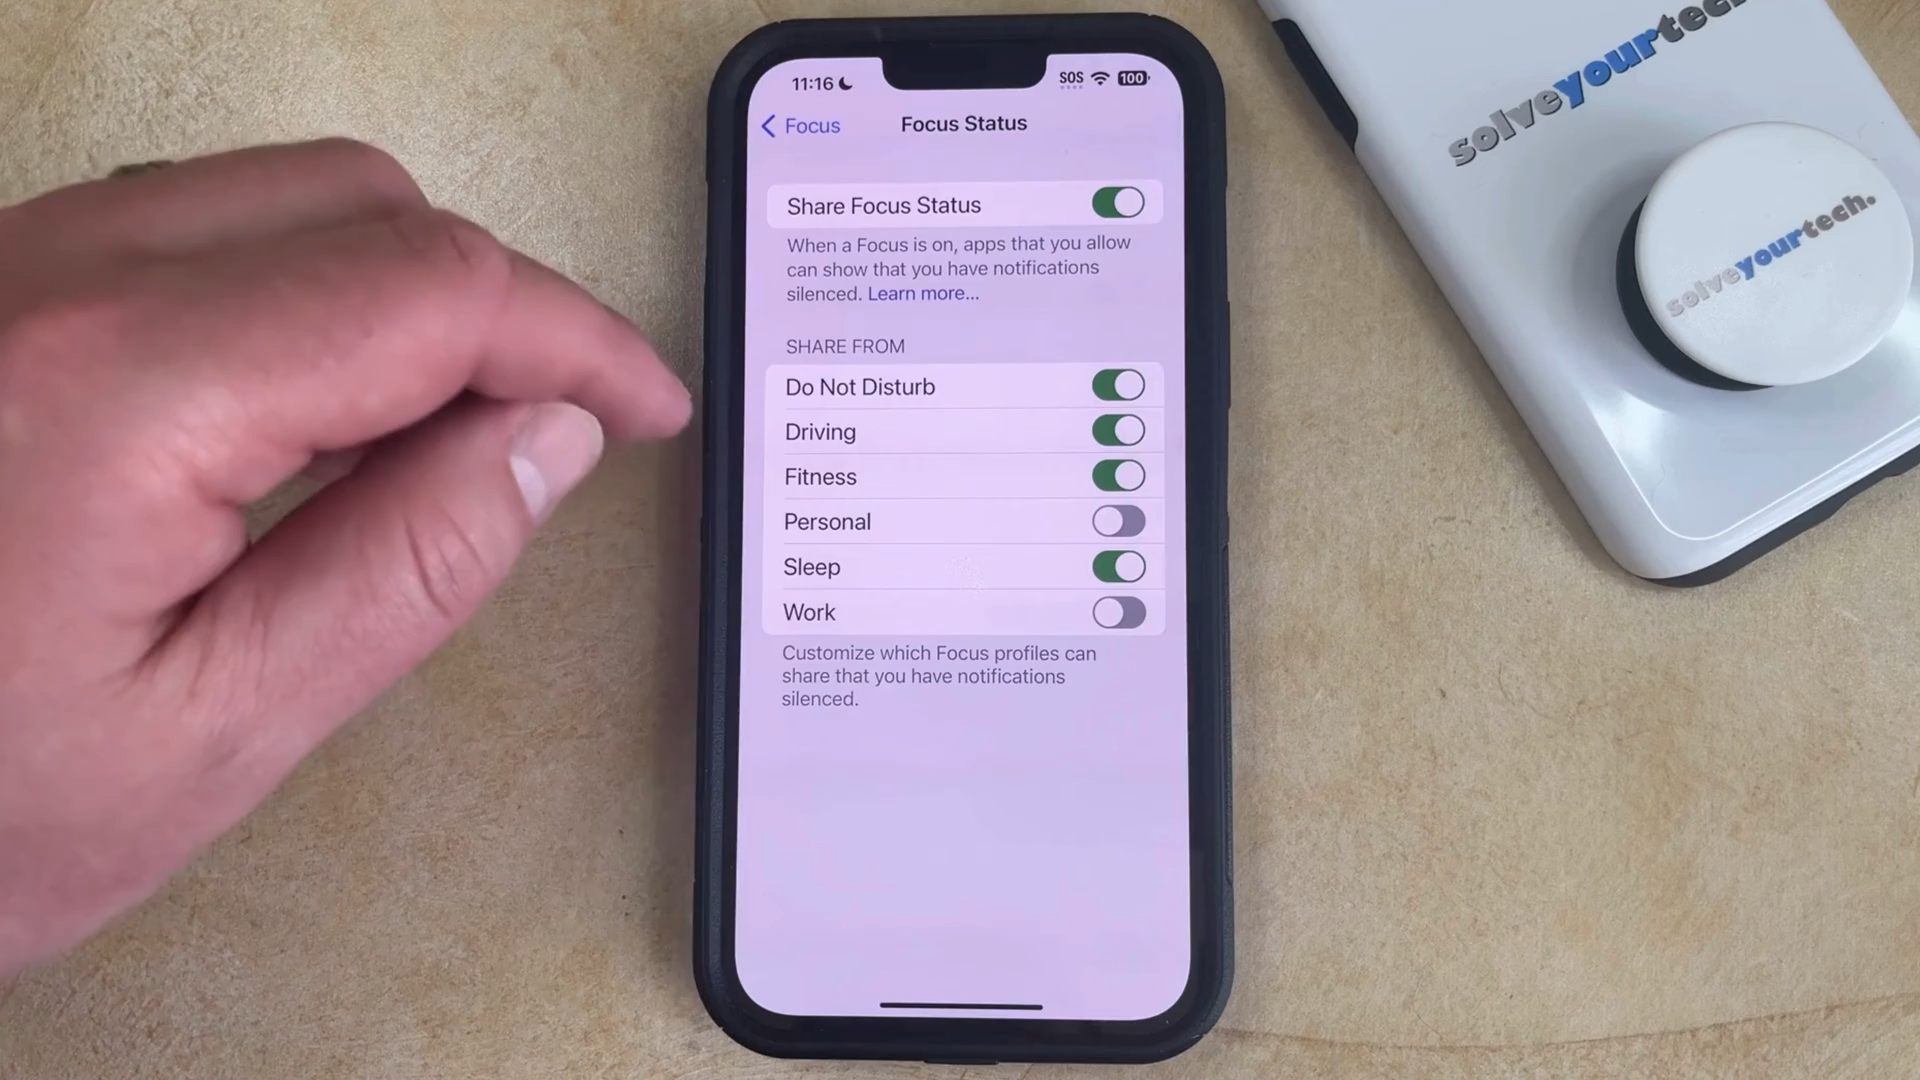 11:16
SOS 100
Focus
Focus Status
Share Focus Status
When a Focus is on, apps that you allow
can show that you have notifications
silenced. Learn more...
SHARE FROM
Do Not Disturb
Driving
Fitness
Personal
Sleep
Work
Customize which Focus profiles can
share that you have notifications
silenced.
solveyourtech
solveyourtech.